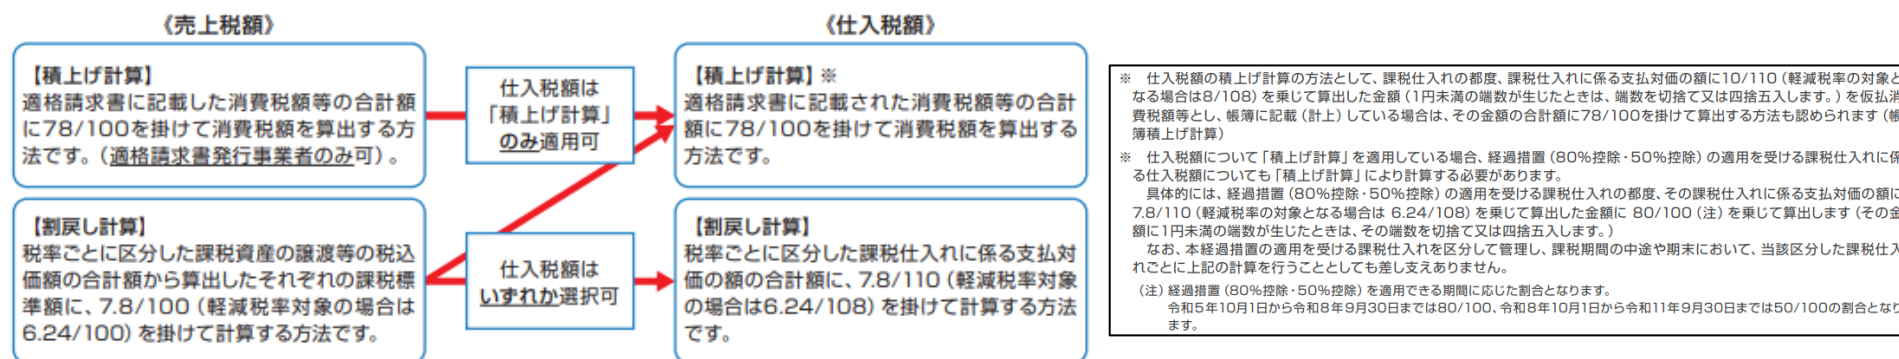 《売上税額》
【積上げ計算】
適格請求書に記載した消費税額等の合計額
に78/100を掛けて消費税額を算出する方
法です。（適格請求書発行事業者のみ可）。
【割戻し計算】
税率ごとに区分した課税資産の譲渡等の税込
価額の合計額から算出したそれぞれの課税標
準額に、7.8/100（軽減税率対象の場合は
6.24/100）を掛けて計算する方法です。
仕入税額は
「積上げ計算」
のみ適用可
仕入税額は
いずれか選択可
《仕入税額》
【積上げ計算】※
適格請求書に記載された消費税額等の合計
額に78/100を掛けて消費税額を算出する
方法です。
【割戻し計算】
税率ごとに区分した課税仕入れに係る支払対
価の額の合計額に、7.8/110（軽減税率対象
の場合は6.24/108）を掛けて計算する方法
です。
※　仕入税額の積上げ計算の方法として、課税仕入れの都度、課税仕入れに係る支払対価の額に10/110（軽減税率の対象と
なる場合は8/108）を乗じて算出した金額（1円未満の端数が生じたときは、端数を切捨て又は四捨五入します。）を仮払消
費税額等とし、帳簿に記載（計上）している場合は、その金額の合計額に78/100を掛けて算出する方法も認められます（帳
簿積上げ計算）
※　仕入税額について「積上げ計算」を適用している場合、経過措置（80％控除・50％控除）の適用を受ける課税仕入れに係
る仕入税額についても「積上げ計算」により計算する必要があります。
具体的には、経過措置（80％控除・50％控除）の適用を受ける課税仕入れの都度、その課税仕入れに係る支払対価の額に
7.8/110（軽減税率の対象となる場合は 6.24/108）を乗じて算出した金額に 80/100（注）を乗じて算出します（その金
額に1円未満の端数が生じたときは、その端数を切捨て又は四捨五入します。）
なお、本経過措置の適用を受ける課税仕入れを区分して管理し、課税期間の中途や期末において、当該区分した課税仕入
れごとに上記の計算を行うこととしても差し支えありません。
（注）経過措置（80％控除・50％控除）を適用できる期間に応じた割合となります。
令和5年10月1日から令和8年9月30日までは80/100、令和8年10月1日から令和11年9月30日までは50/100の割合となり
ます。